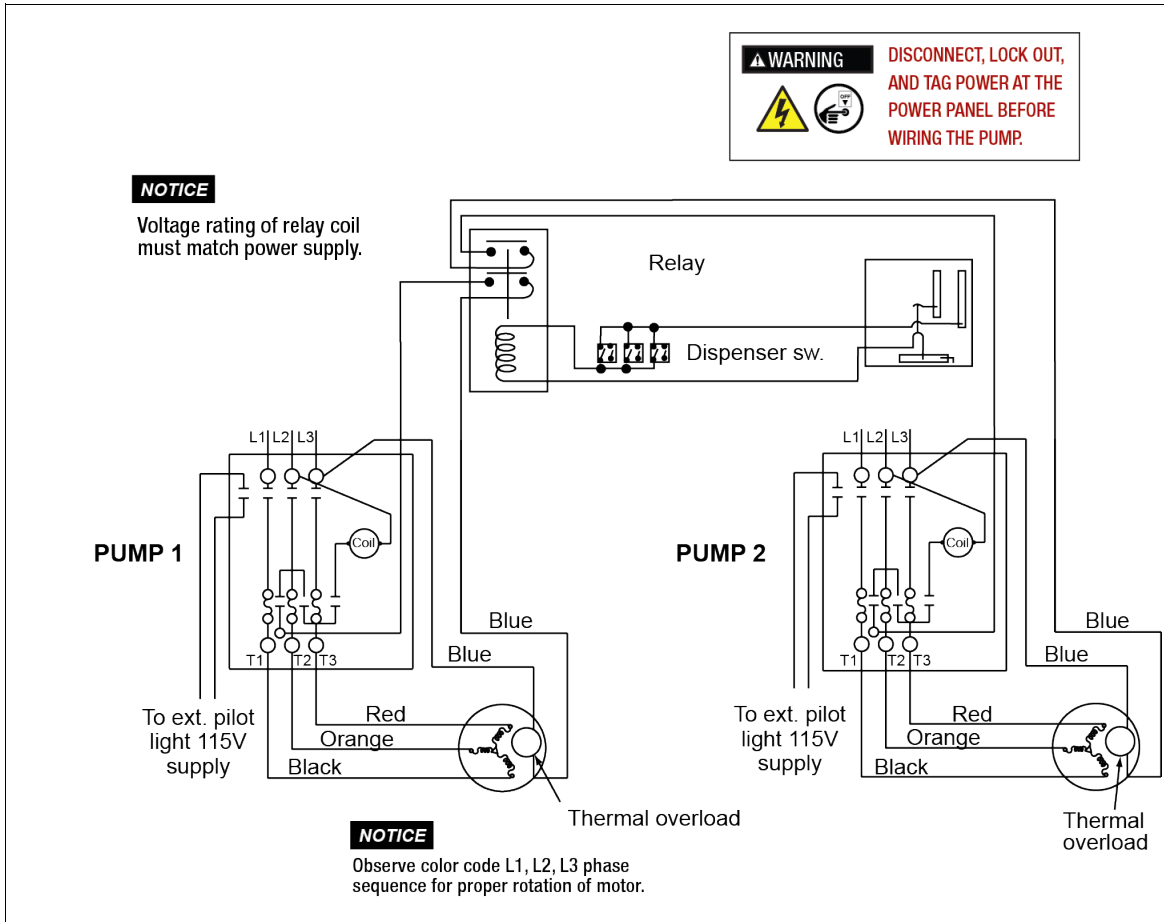 WARNING
DISCONNECT, LOCK OUT,
AND TAG POWER AT THE
POWER PANEL BEFORE
WIRING THE PUMP.
OFF
NOTICE
Voltage rating of relay coil
must match power supply.
Relay
Dispenser sw.
L1 L2 L3
PUMP 1
Coil
T1 T2 T3
Blue
Blue
To ext. pilot
light 115V
supply
Red
Orange
Black
Thermal overload
L1 L2 L3
PUMP 2
Coil
T1 T2 T3
Blue
Blue
To ext. pilot
light 115V
supply
Red
Orange
Black
Thermal
overload
NOTICE
Observe color code L1, L2, L3 phase
sequence for proper rotation of motor.